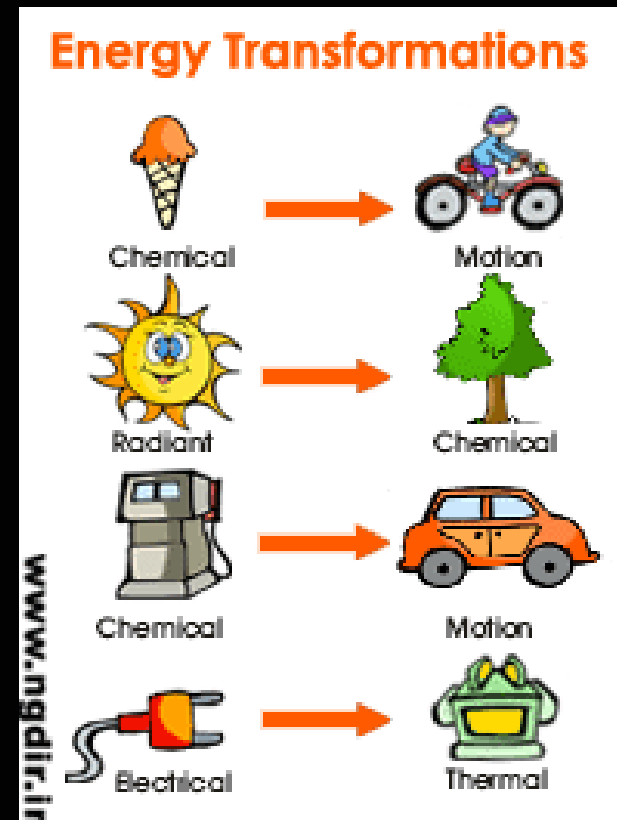 Energy Transformations
Chemical
Motion
Radiant
Chemical
Chemical
Motion
Electrical
Thermal
www.ngdir.ir